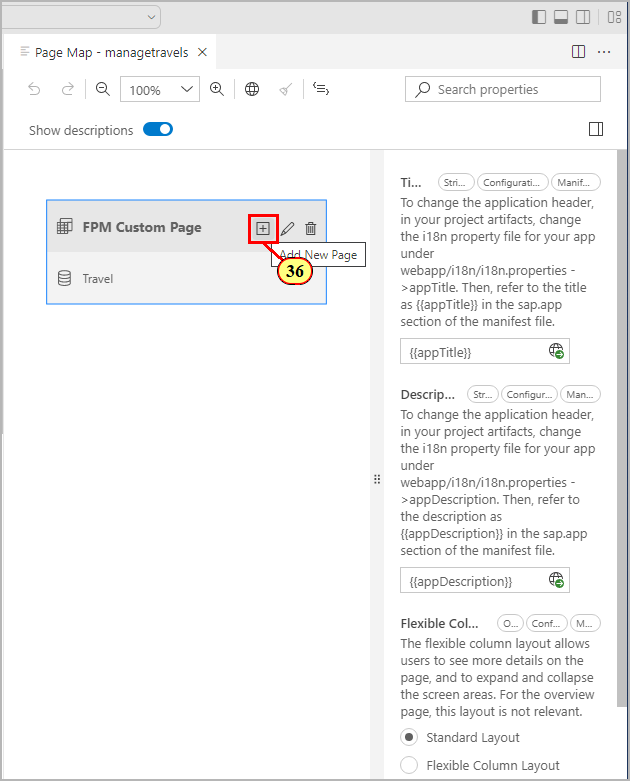 Page Map - managetravels
100%
Search properties
Show descriptions
FPM Custom Page
Add New Page
36
Travel
Ti... Stri... Configurati... Manif...
To change the application header,
in your project artifacts, change
the i18n property file for your app
under
webapp/i18n/i18n.properties -
>appTitle. Then, refer to the title
as {{appTitle}} in the sap.app
section of the manifest file.
{{appTitle}}
Descrip... Str... Configur... Man...
To change the application header,
in your project artifacts, change
the i18n property file for your app
under
webapp/i18n/i18n.properties -
>appDescription. Then, refer to
the description as
{{appDescription}} in the sap.app
section of the manifest file.
{{appDescription}}
Flexible Col... O... Conf... M...
The flexible column layout allows
users to see more details on the
page, and to expand and collapse
the screen areas. For the overview
page, this layout is not relevant.
Standard Layout
Flexible Column Layout